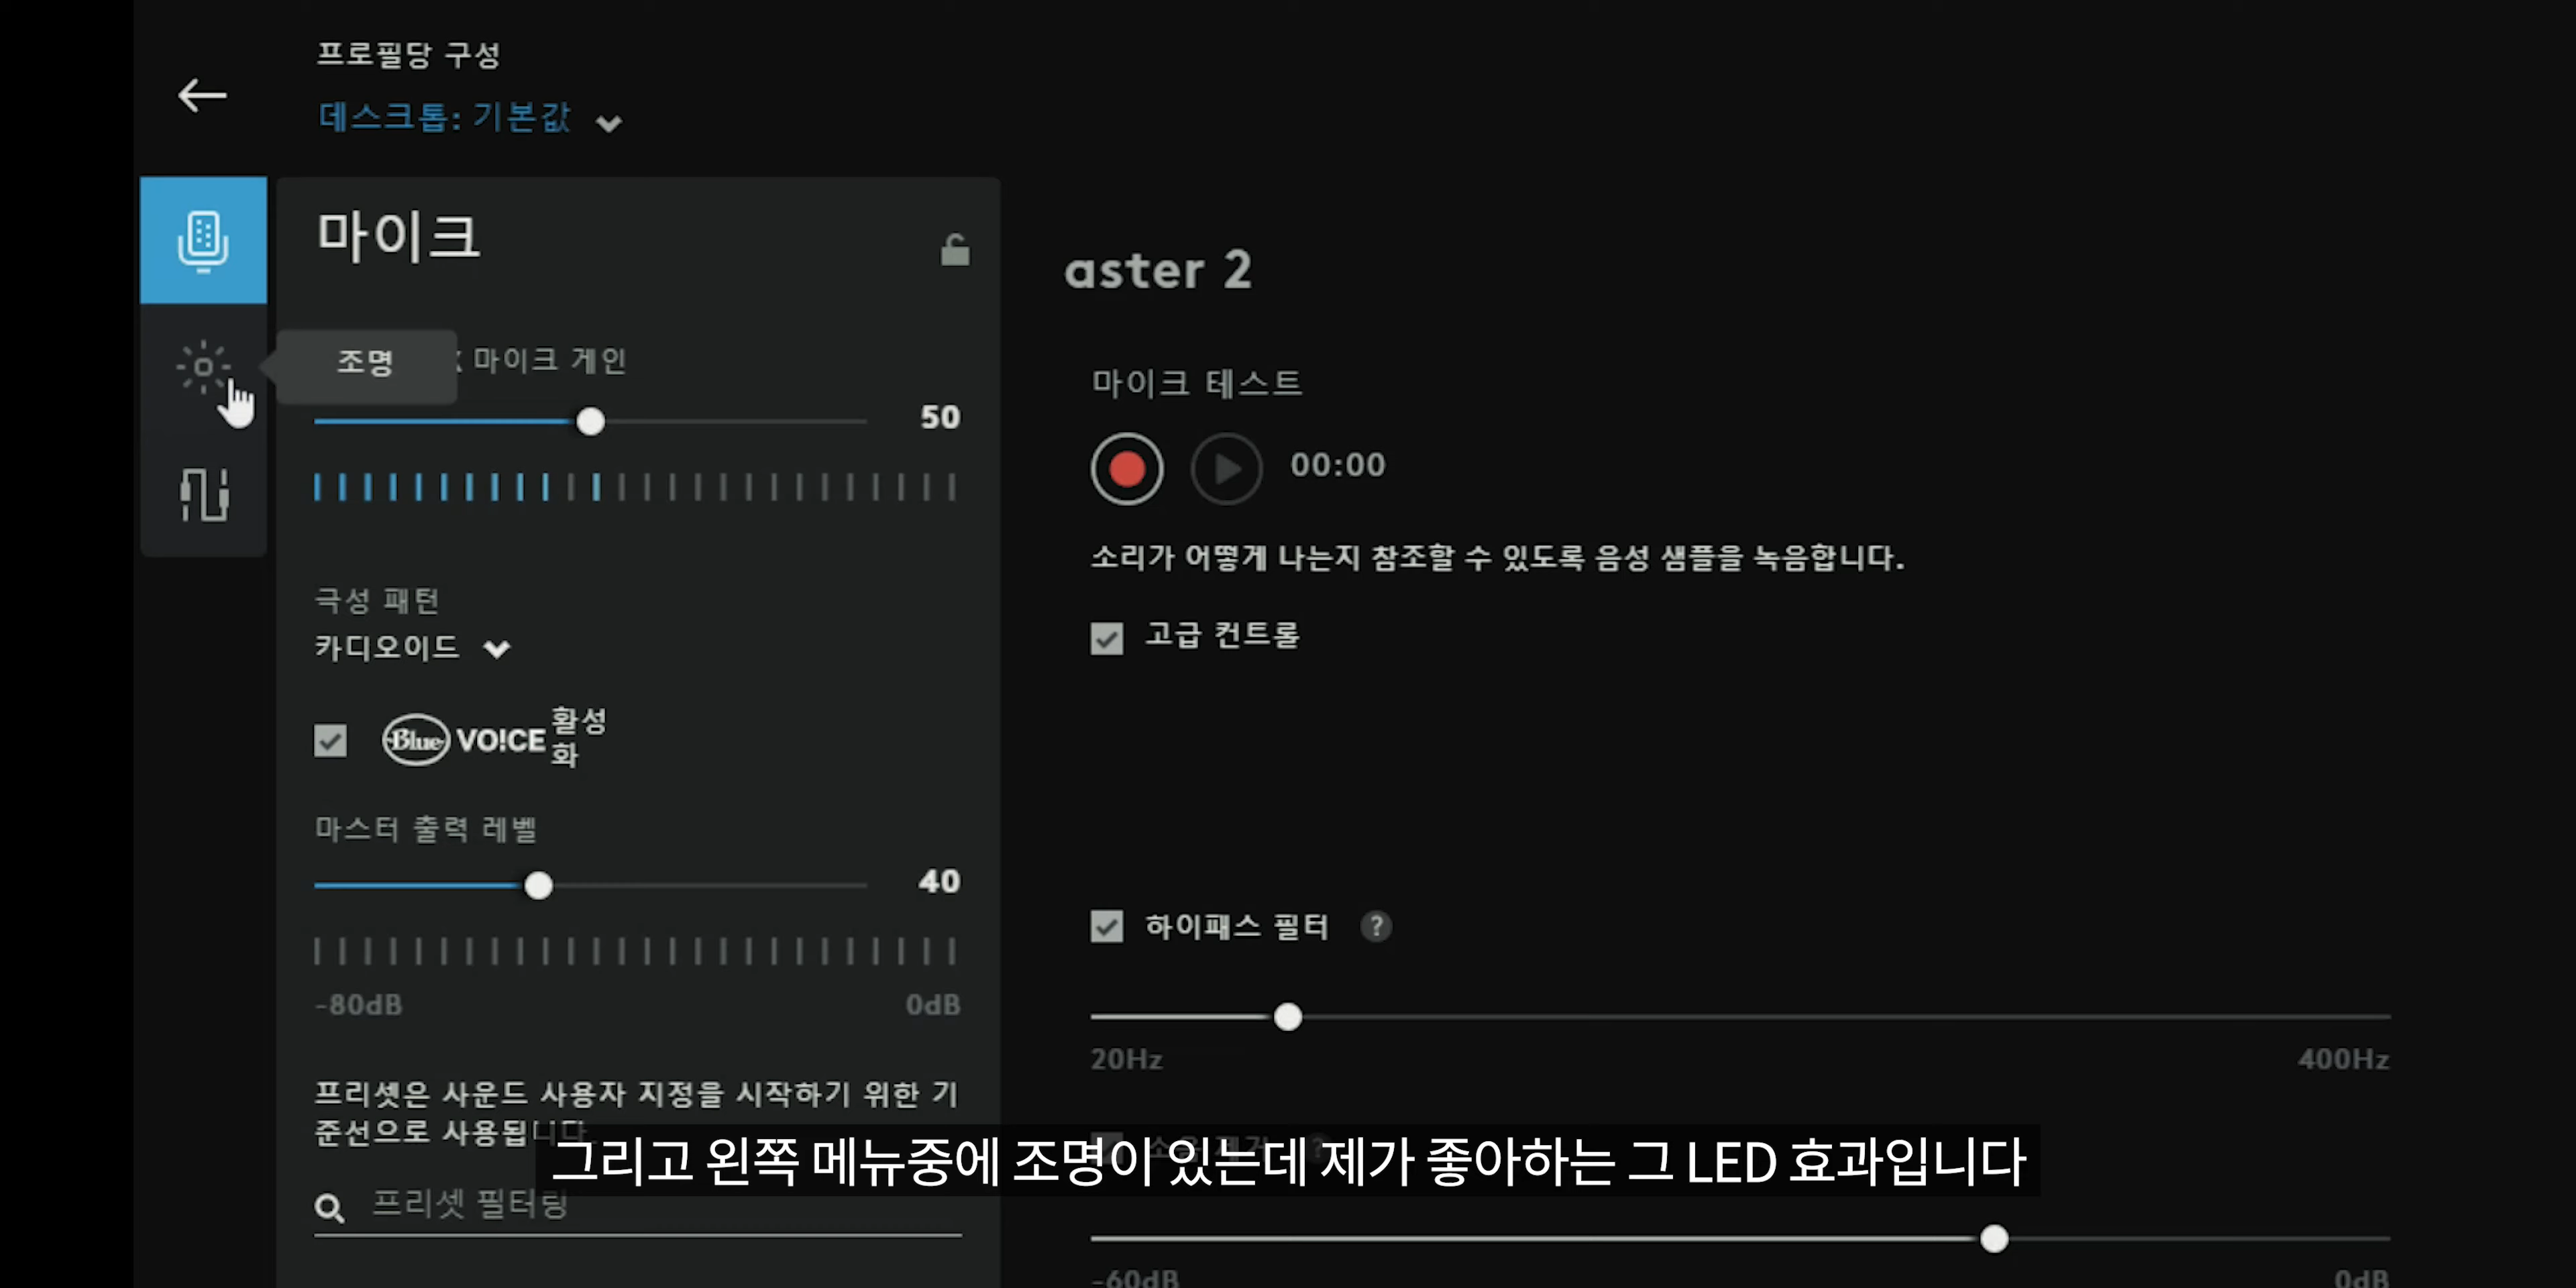 프로필당 구성
데스크톱: 기본값
마이크
조명
마이크 게인
50
극성 패턴
카디오이드
Blue VO!CE 활성
화
마스터 출력 레벨
40
-80dB
0dB
프리셋은 사운드 사용자 지정을 시작하기 위한 기
준선으로 사용됩니다.
프리셋 필터링
aster 2
마이크 테스트
00:00
소리가 어떻게 나는지 참조할 수 있도록 음성 샘플을 녹음합니다.
고급 컨트롤
하이패스 필터 ?
20Hz
400Hz
-60dB
0dB
그리고 왼쪽 메뉴중에 조명이 있는데 제가 좋아하는 그 LED 효과입니다